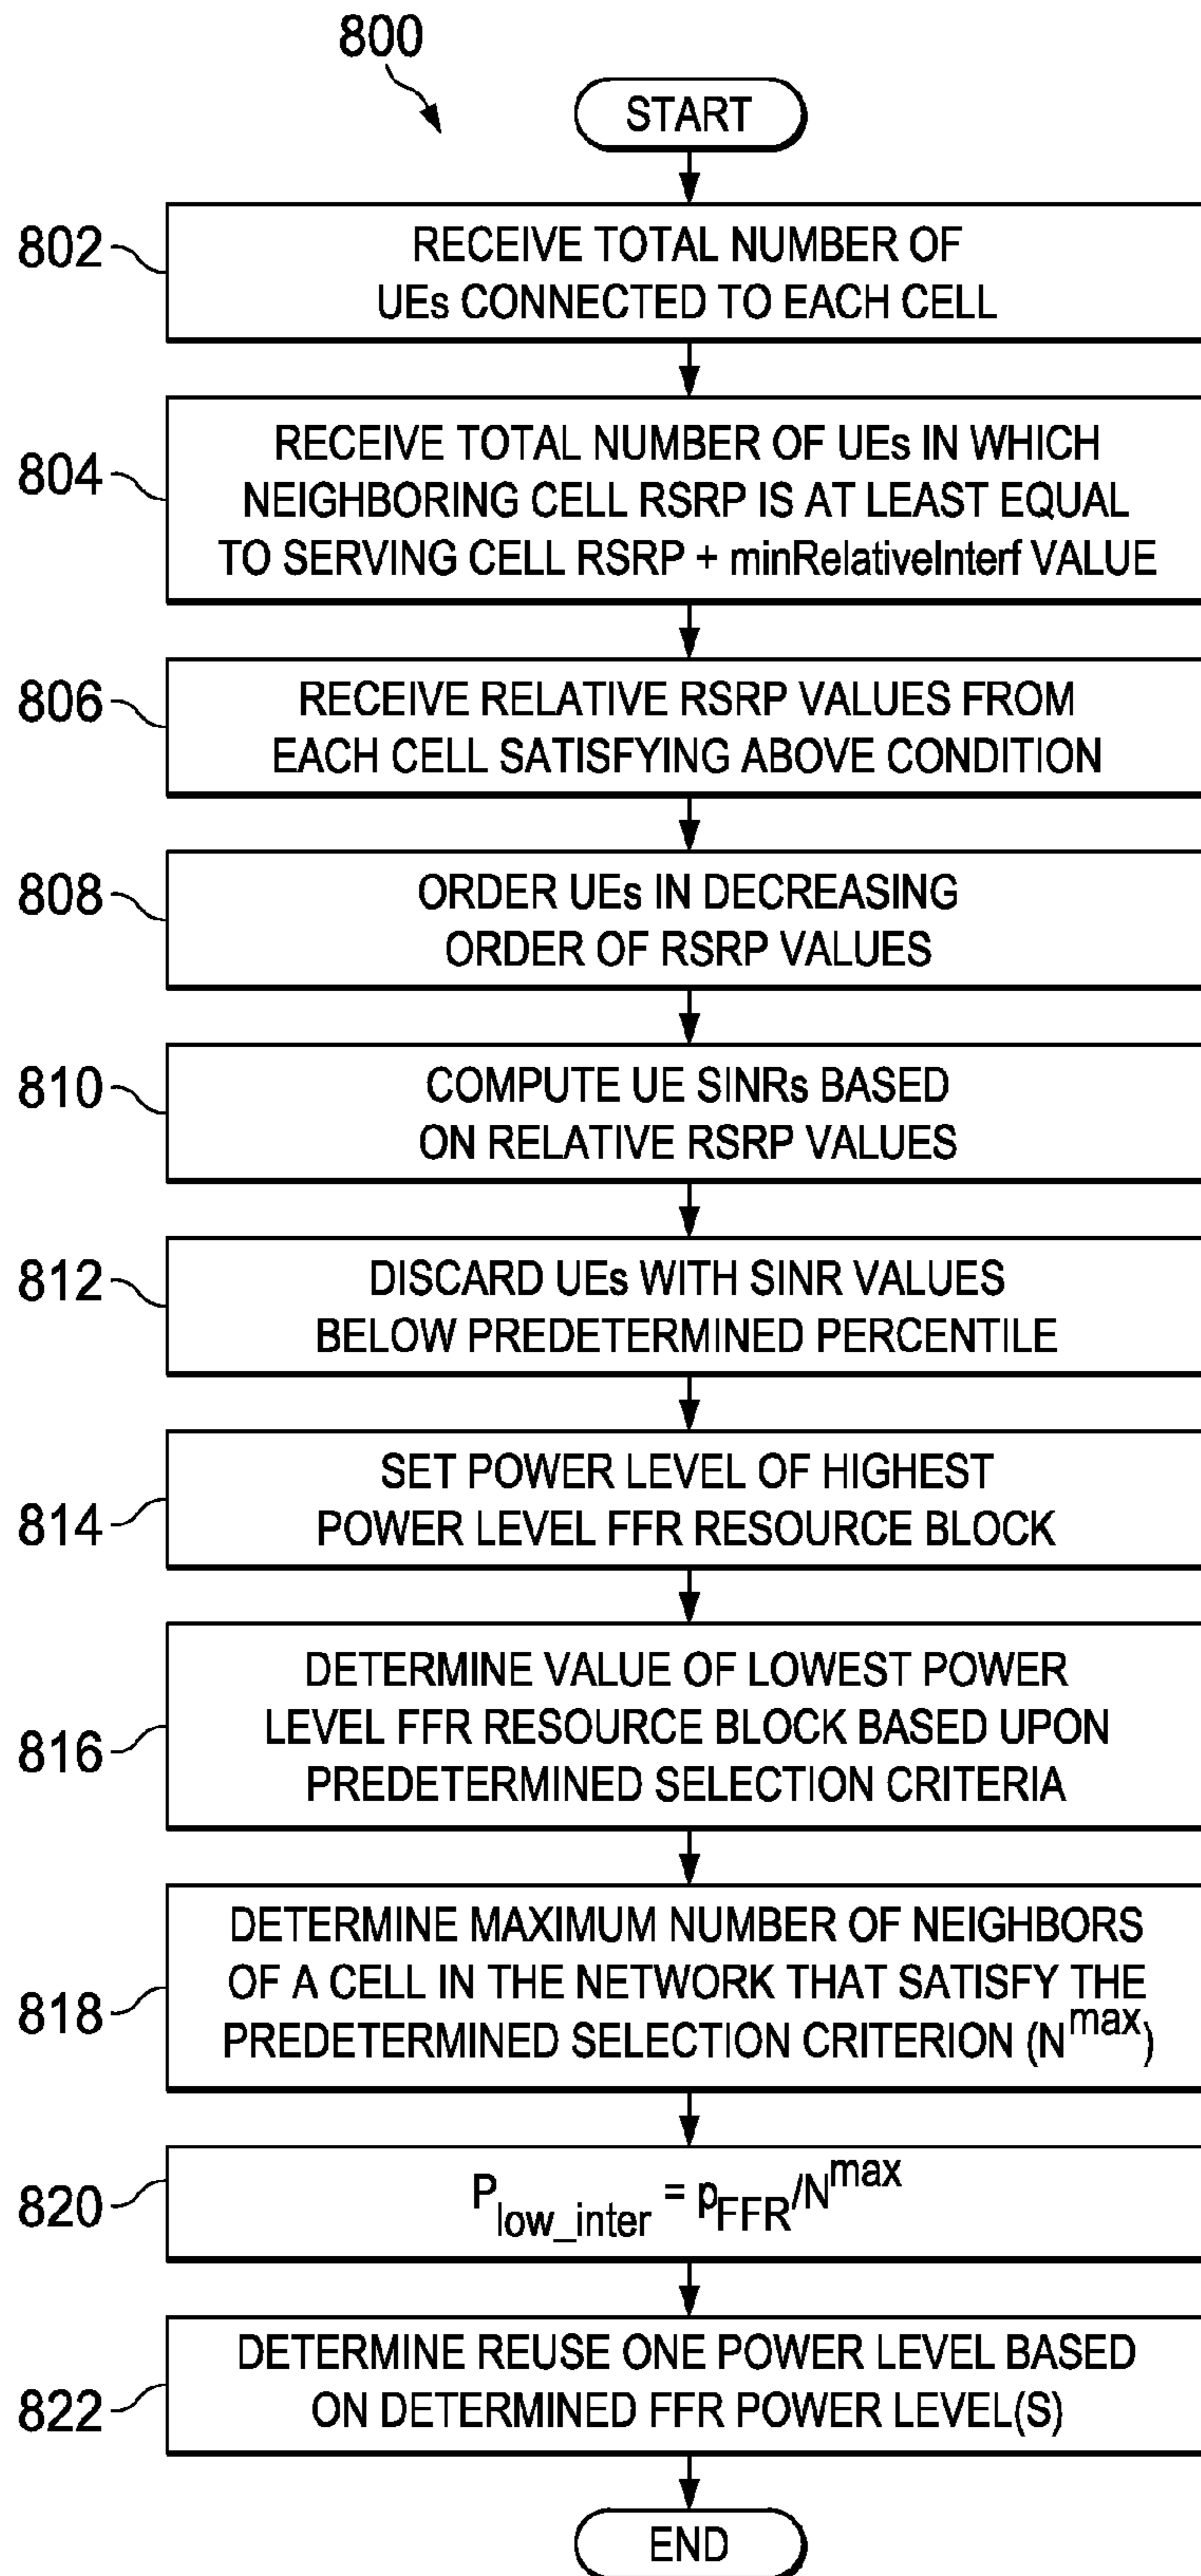 800
START
802
RECEIVE TOTAL NUMBER OF
UEs CONNECTED TO EACH CELL
804
RECEIVE TOTAL NUMBER OF UEs IN WHICH
NEIGHBORING CELL RSRP IS AT LEAST EQUAL
TO SERVING CELL RSRP + minRelativeInterf VALUE
806
RECEIVE RELATIVE RSRP VALUES FROM
EACH CELL SATISFYING ABOVE CONDITION
808
ORDER UEs IN DECREASING
ORDER OF RSRP VALUES
810
COMPUTE UE SINRs BASED
ON RELATIVE RSRP VALUES
812
DISCARD UEs WITH SINR VALUES
BELOW PREDETERMINED PERCENTILE
814
SET POWER LEVEL OF HIGHEST
POWER LEVEL FFR RESOURCE BLOCK
816
DETERMINE VALUE OF LOWEST POWER
LEVEL FFR RESOURCE BLOCK BASED UPON
PREDETERMINED SELECTION CRITERIA
818
DETERMINE MAXIMUM NUMBER OF NEIGHBORS
OF A CELL IN THE NETWORK THAT SATISFY THE
PREDETERMINED SELECTION CRITERION (N^max)
820
P_low_inter = p_FFR/N^max
822
DETERMINE REUSE ONE POWER LEVEL BASED
ON DETERMINED FFR POWER LEVEL(S)
END